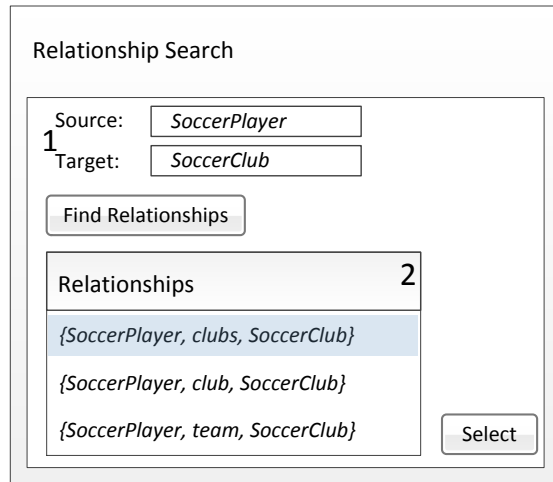 Relationship Search
1
Source: SoccerPlayer
Target: SoccerClub
Find Relationships
Relationships 2
{SoccerPlayer, clubs, SoccerClub}
{SoccerPlayer, club, SoccerClub}
{SoccerPlayer, team, SoccerClub}
Select